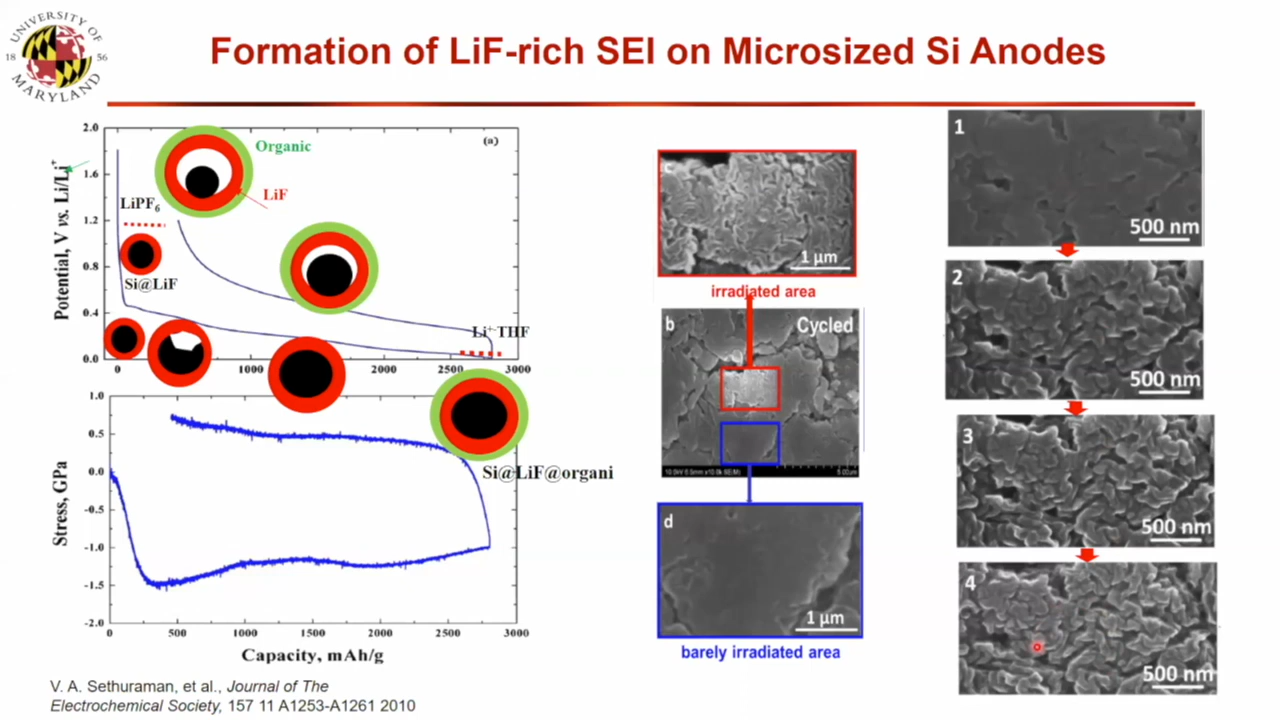 UNIVERSITY OF
18 56
MARYLAND
Formation of LiF-rich SEI on Microsized Si Anodes
2.0
1.6
1.2
0.8
0.4
0.0
Potential, V vs. Li/Li+
(a)
Organic
LiF
LiPF6
Si@LiF
Li+-THF
0
2000
2500
3000
1.0
0.5
0.0
-0.5
-1.0
-1.5
-2.0
Stress, GPa
Si@LiF@organi
0
500
1000
1500
2000
2500
3000
Capacity, mAh/g
V. A. Sethuraman, et al., Journal of The
Electrochemical Society, 157 11 A1253-A1261 2010
c
1 µm
irradiated area
b
Cycled
d
1 µm
barely irradiated area
1
500 nm
2
500 nm
3
500 nm
4
500 nm